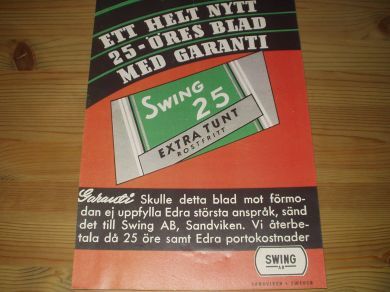 ETT HELT NYTT
25-ÖRES BLAD
MED GARANTI
SWING
25
EXTRA TUNT
ROSTFRITT
Garanti Skulle detta blad mot förmo-
dan ej uppfylla Edra största anspråk, sänd
det till Swing AB, Sandviken. Vi återbe-
tala då 25 öre samt Edra portokostnader
SWING
AB
SANDVIKEN • SWEDEN